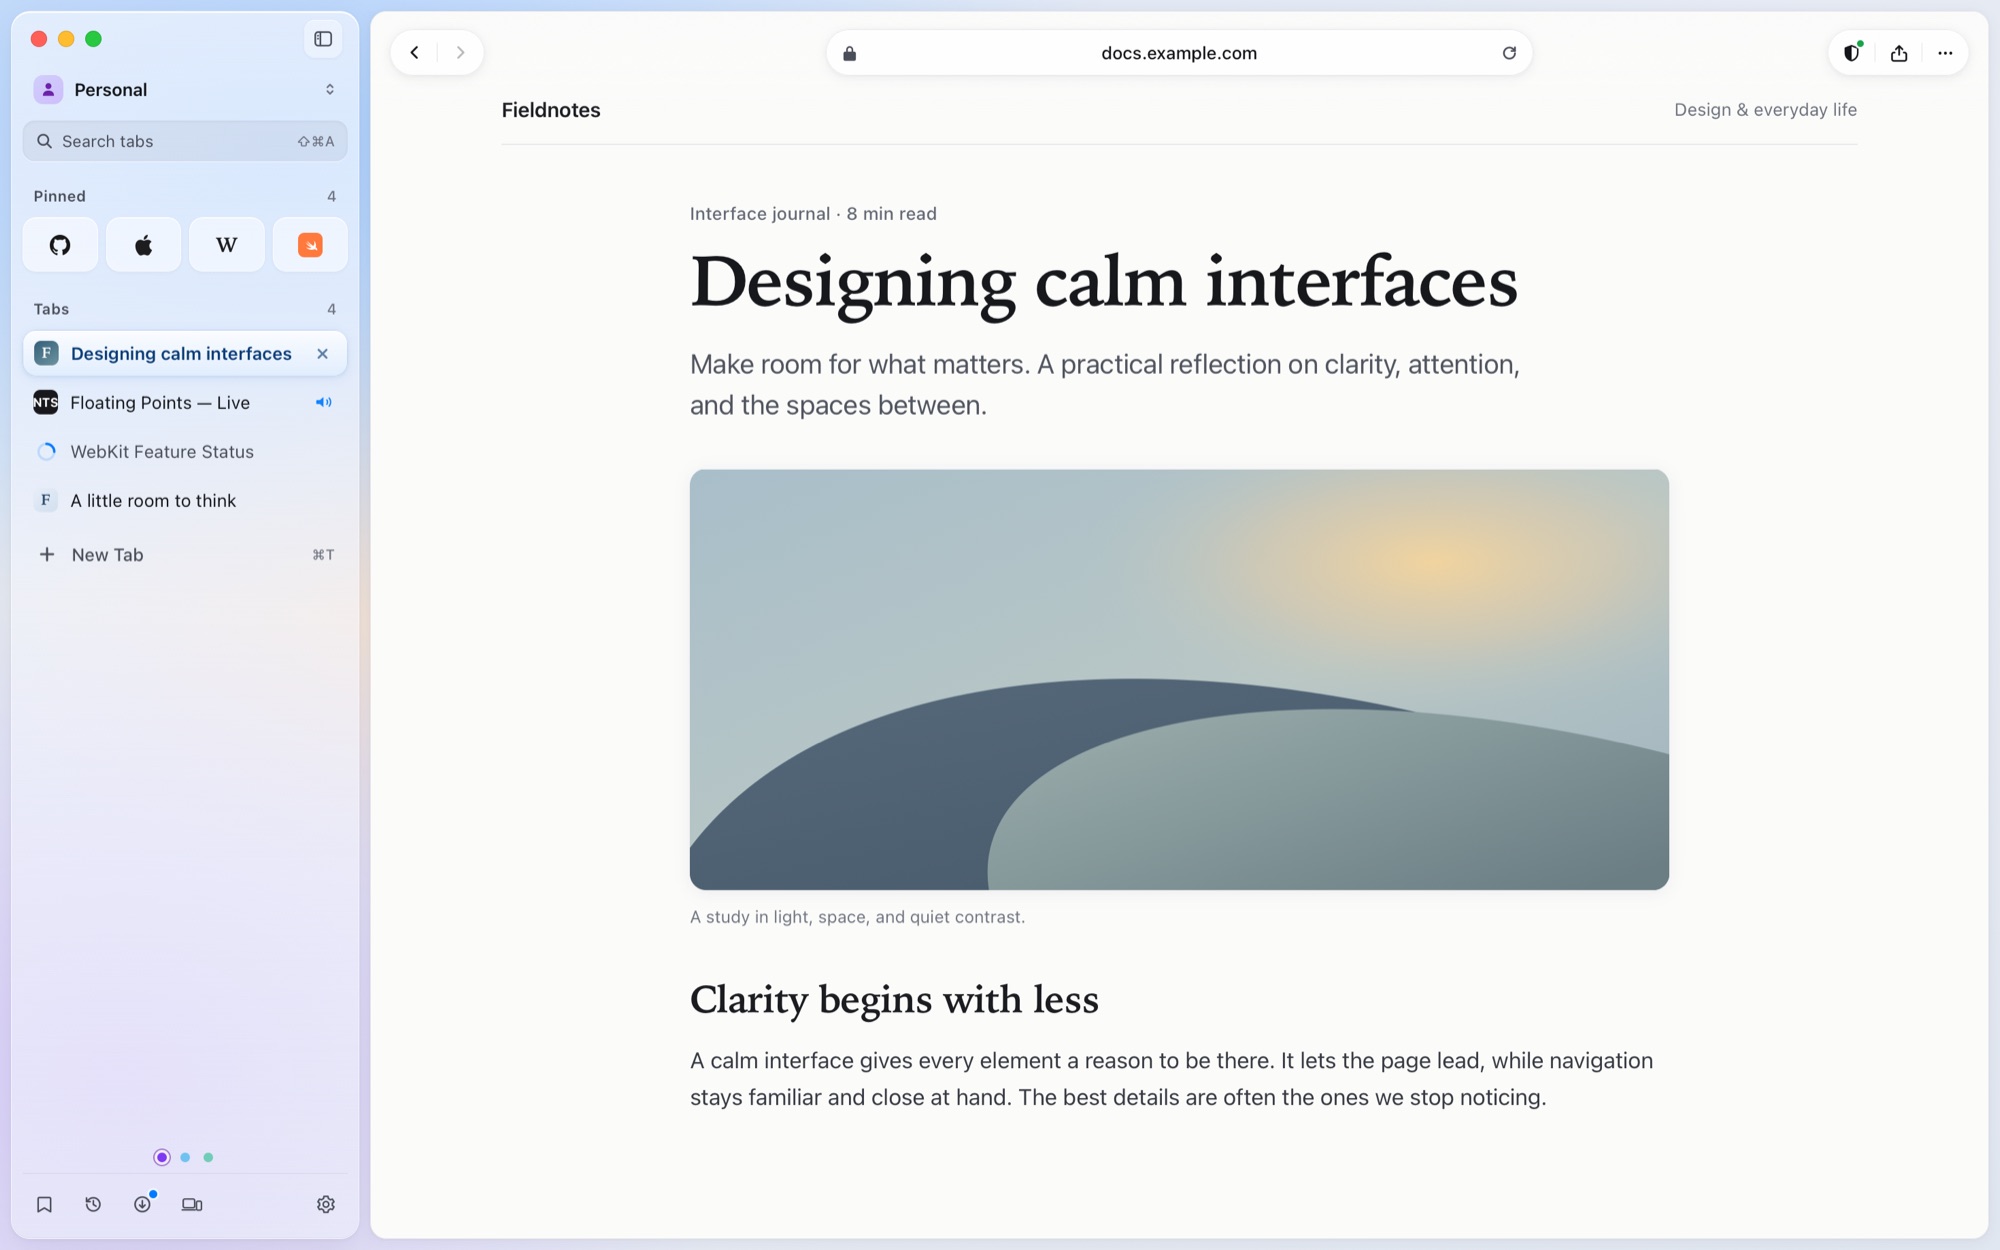 Personal
Search tabs ⇧⌘A
Pinned 4
W
Tabs 4
F Designing calm interfaces
NTS Floating Points — Live
WebKit Feature Status
F A little room to think
New Tab ⌘T
docs.example.com
Fieldnotes
Design & everyday life
Interface journal · 8 min read
Designing calm interfaces
Make room for what matters. A practical reflection on clarity, attention,
and the spaces between.
A study in light, space, and quiet contrast.
Clarity begins with less
A calm interface gives every element a reason to be there. It lets the page lead, while navigation
stays familiar and close at hand. The best details are often the ones we stop noticing.